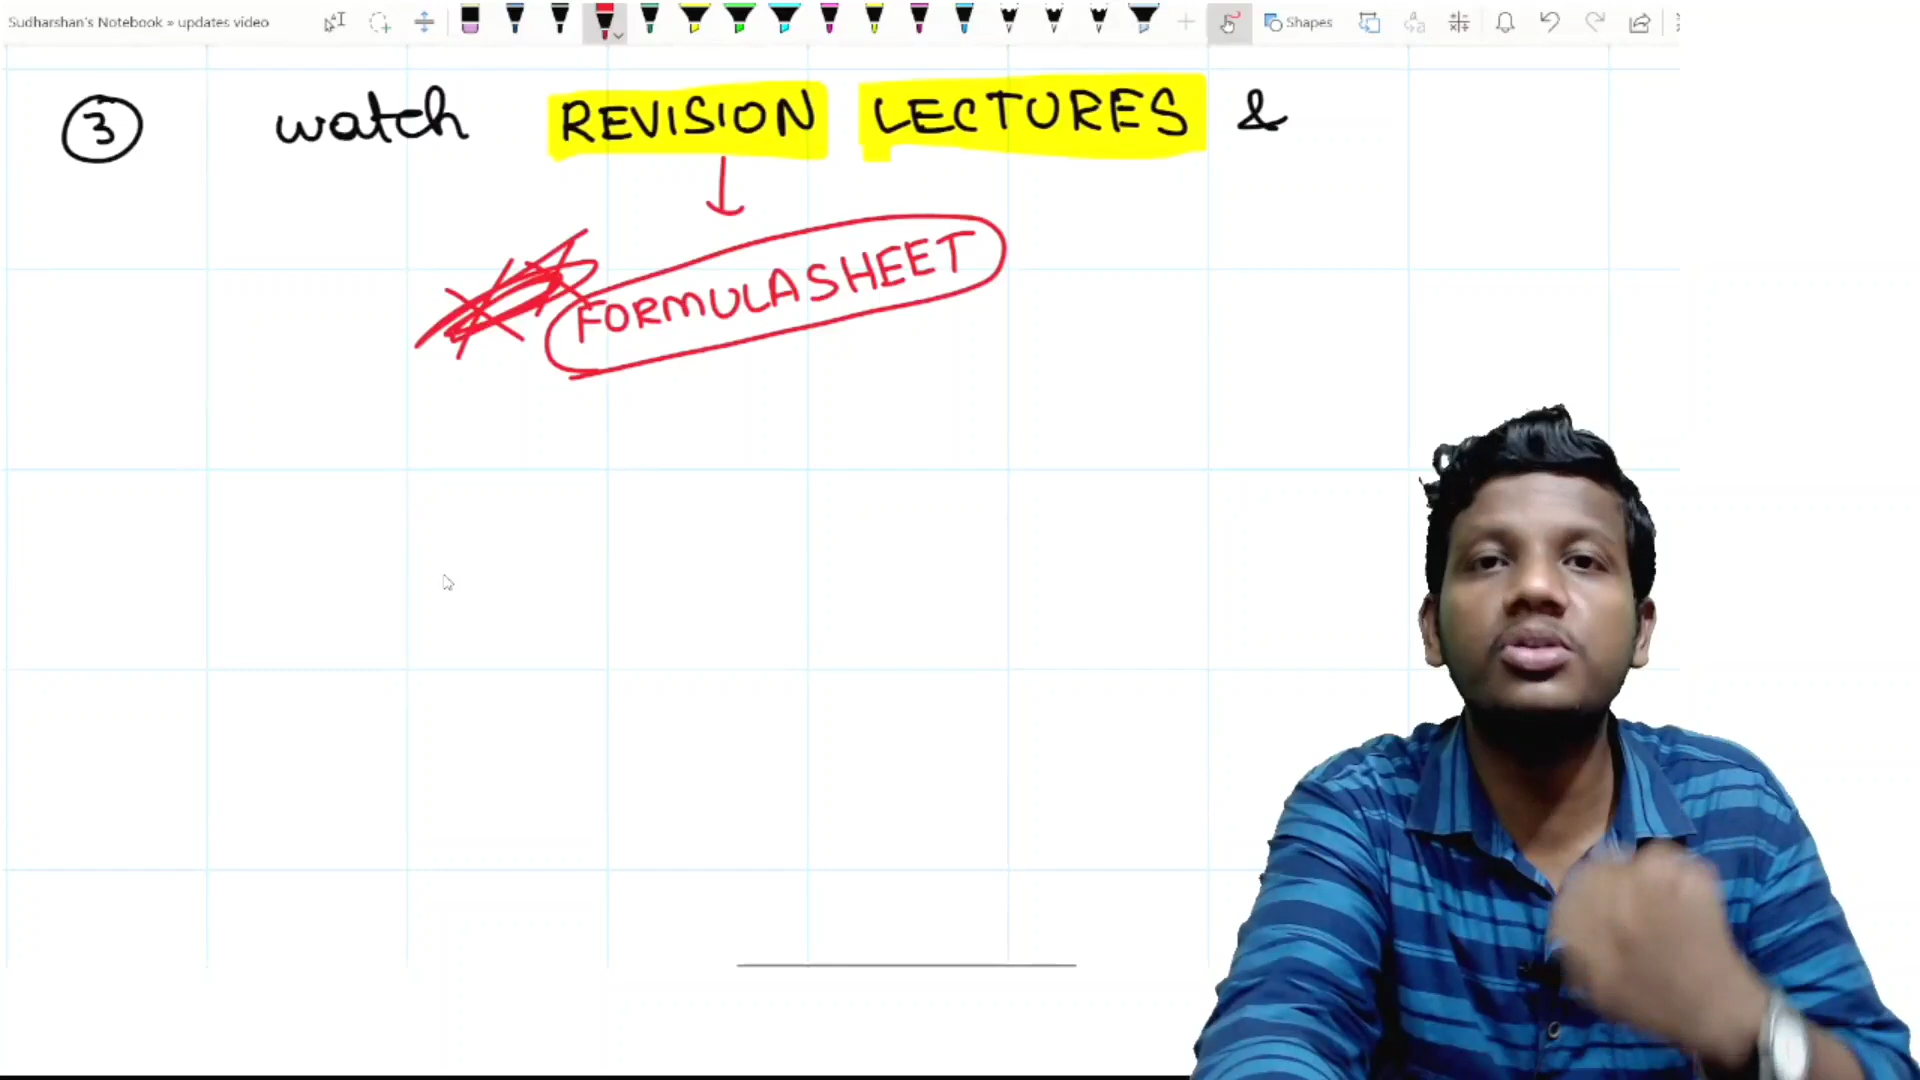 Sudharshan's Notebook » updates video
Shapes
3 watch REVISION LECTURES &
FORMULASHEET